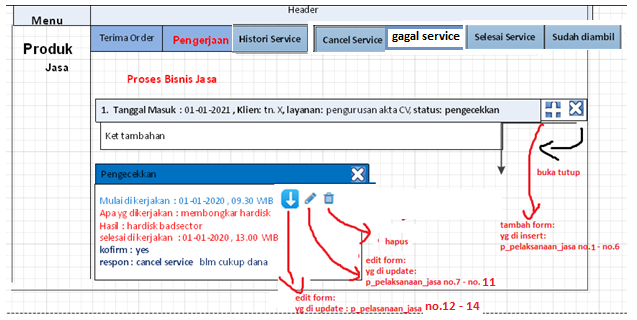 Header
Menu
Produk
Jasa
Terima Order
Pengerjaan
Histori Service
Cancel Service
gagal service
Selesai Service
Sudah diambil
Proses Bisnis Jasa
1. Tanggal Masuk : 01-01-2021 , Klien: tn. X, layanan: pengurusan akta CV, status: pengecekkan
Ket tambahan
buka tutup
Pengecekkan
Mulai dikerjakan : 01-01-2020 , 09.30 WIB
Apa yg dikerjakan : membongkar hardisk
Hasil : hardisk badsector
selesai dikerjakan : 01-01-2020 , 13.00 WIB
kofirm : yes
respon : cancel service blm cukup dana
hapus
edit form:
yg di update:
p_pelaksanaan_jasa no.7 - no. 11
tambah form:
yg di insert:
p_pelaksanaan_jasa no.1 - no.6
edit form:
yg di update : p_pelasanaan_jasa no.12 - 14